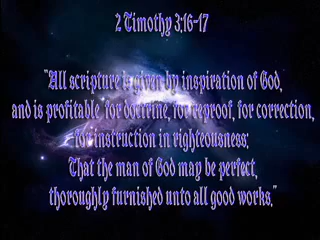 2 Timothy 3:16-17
"All scripture is given by inspiration of God,
and is profitable for doctrine, for reproof, for correction,
for instruction in righteousness:
That the man of God may be perfect,
thoroughly furnished unto all good works."